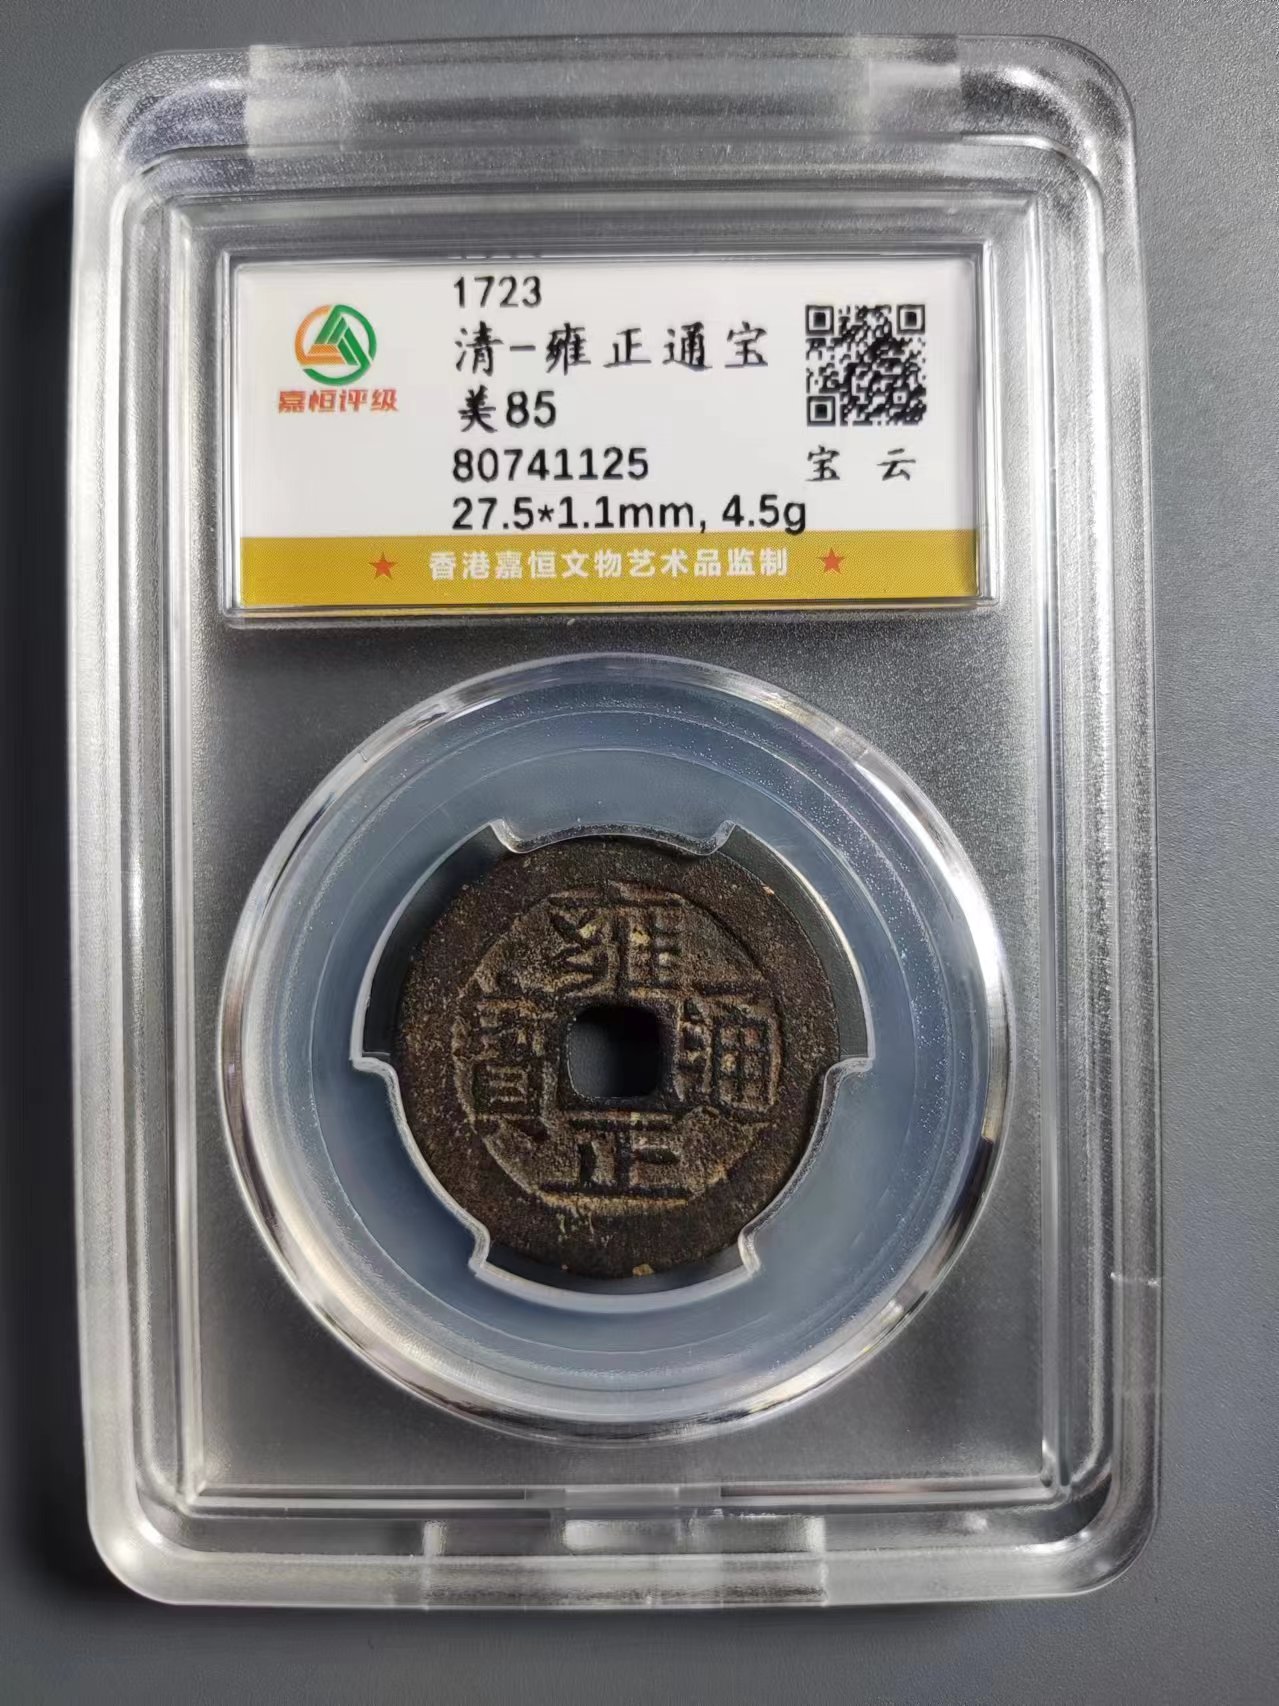 1723
清-雍正通宝
美85
80741125
27.5*1.1mm, 4.5g
嘉恒评级
宝云
★ 香港嘉恒文物艺术品监制 ★
雍正通寶